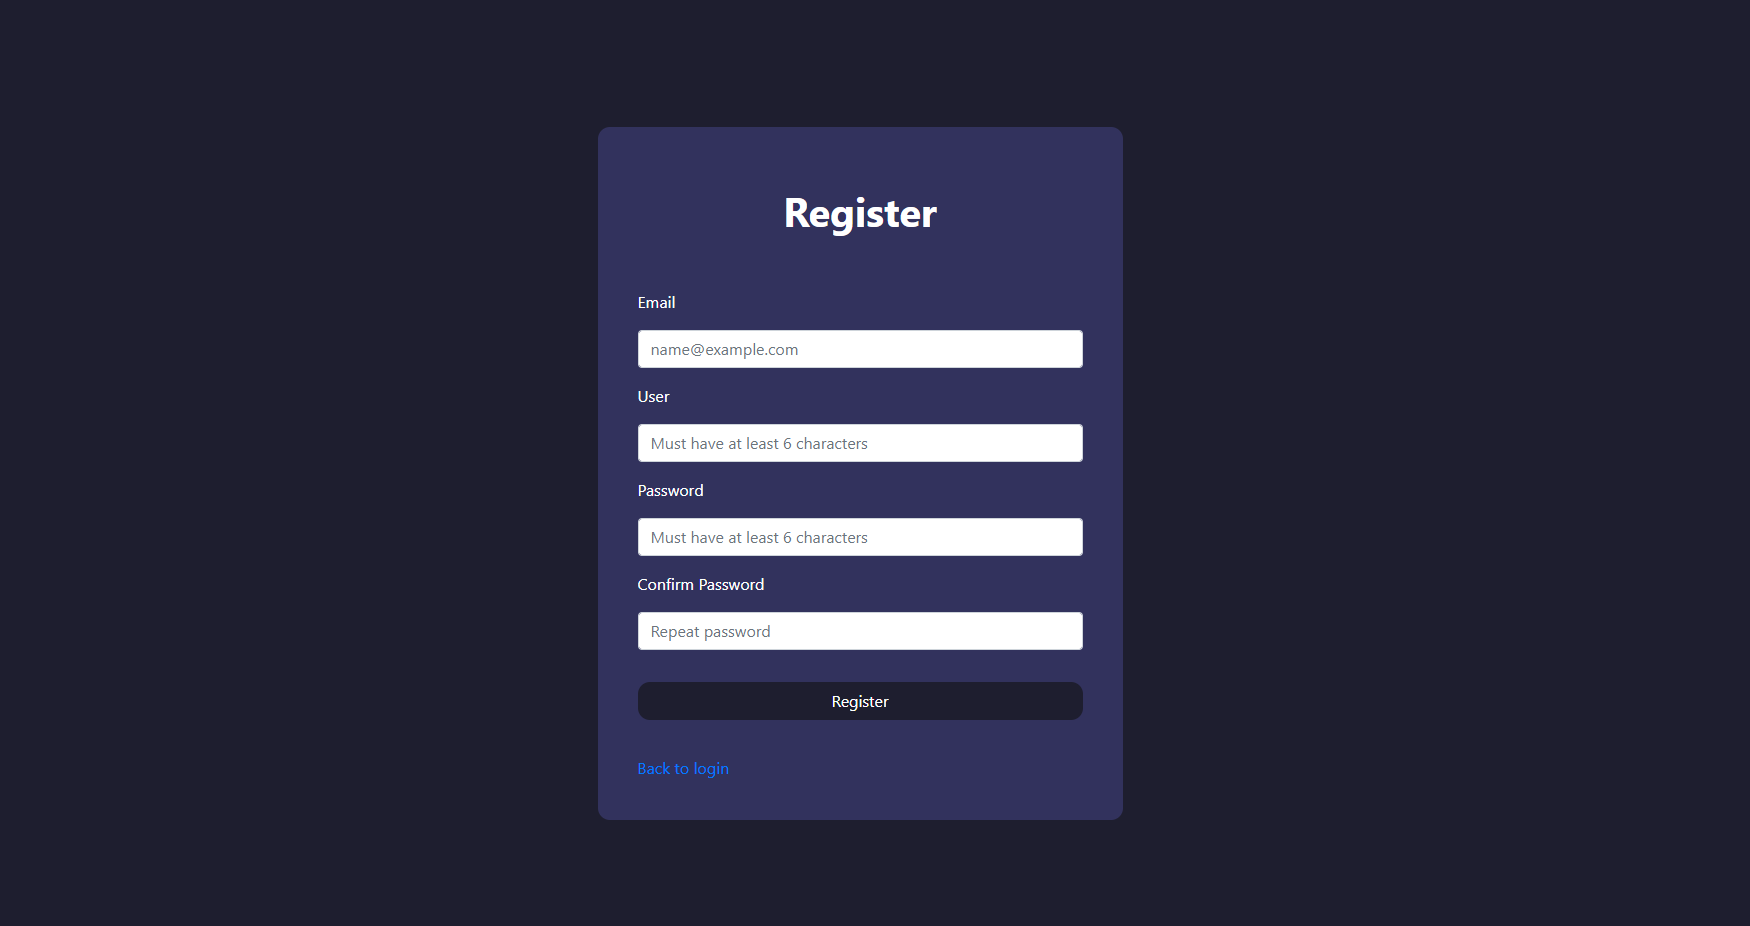 Register
Email
name@example.com
User
Must have at least 6 characters
Password
Must have at least 6 characters
Confirm Password
Repeat password
Register
Back to login